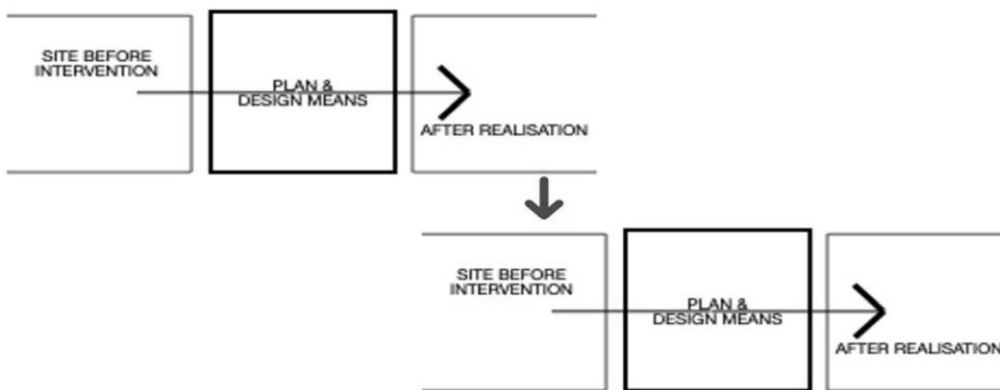 SITE BEFORE
INTERVENTION
PLAN &
DESIGN MEANS
AFTER REALISATION
SITE BEFORE
INTERVENTION
PLAN &
DESIGN MEANS
AFTER REALISATION